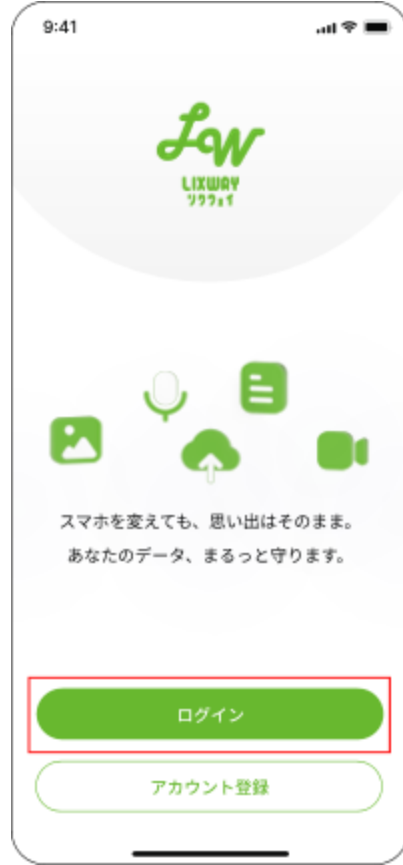 9:41
LW
LIXWAY
リクウェイ
スマホを変えても、思い出はそのまま。
あなたのデータ、まるっと守ります。
ログイン
アカウント登録